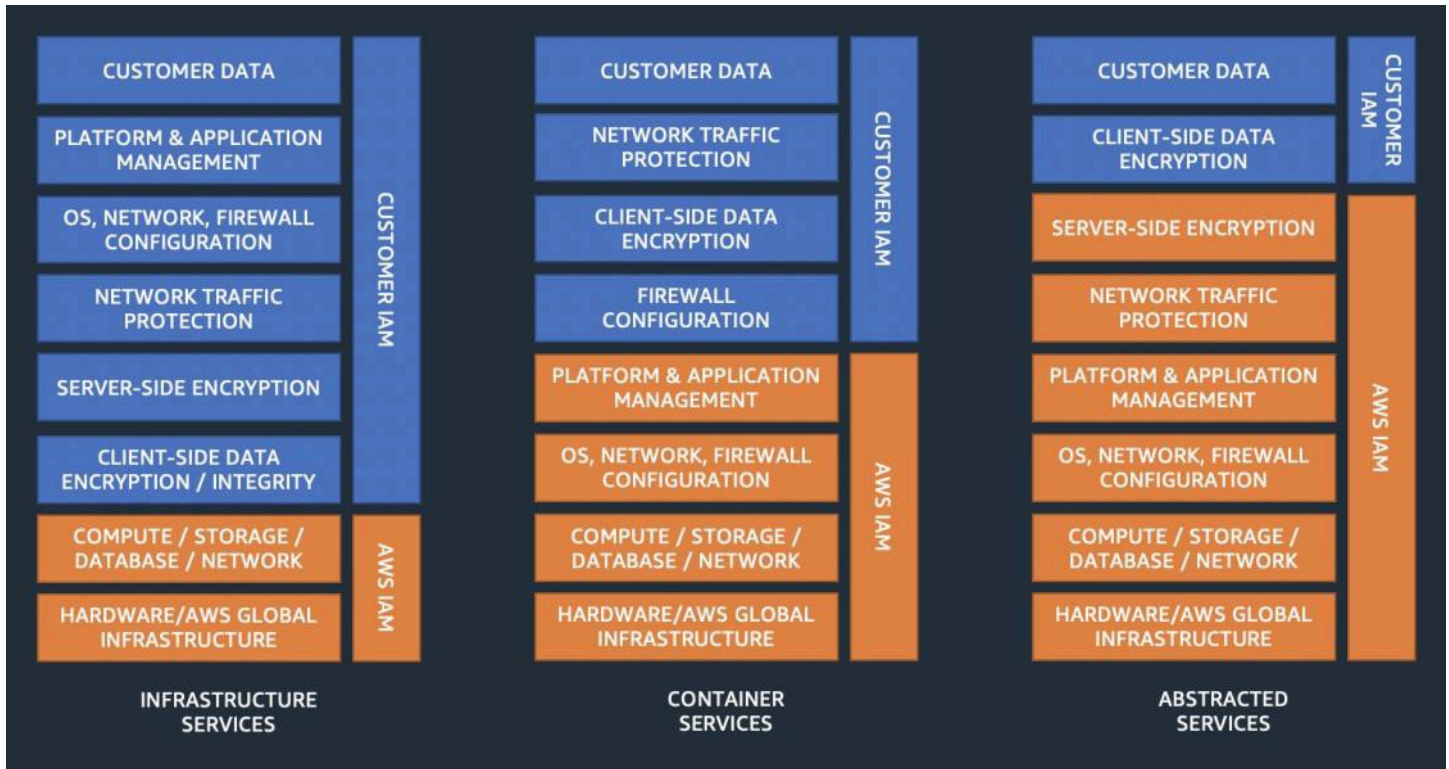 CUSTOMER DATA
PLATFORM & APPLICATION
MANAGEMENT
OS, NETWORK, FIREWALL
CONFIGURATION
NETWORK TRAFFIC
PROTECTION
SERVER-SIDE ENCRYPTION
CLIENT-SIDE DATA
ENCRYPTION / INTEGRITY
COMPUTE / STORAGE /
DATABASE / NETWORK
HARDWARE/AWS GLOBAL
INFRASTRUCTURE
CUSTOMER IAM
AWS IAM
INFRASTRUCTURE
SERVICES
CUSTOMER DATA
NETWORK TRAFFIC
PROTECTION
CLIENT-SIDE DATA
ENCRYPTION
FIREWALL
CONFIGURATION
PLATFORM & APPLICATION
MANAGEMENT
OS, NETWORK, FIREWALL
CONFIGURATION
COMPUTE / STORAGE /
DATABASE / NETWORK
HARDWARE/AWS GLOBAL
INFRASTRUCTURE
CUSTOMER IAM
AWS IAM
CONTAINER
SERVICES
CUSTOMER DATA
CLIENT-SIDE DATA
ENCRYPTION
SERVER-SIDE ENCRYPTION
NETWORK TRAFFIC
PROTECTION
PLATFORM & APPLICATION
MANAGEMENT
OS, NETWORK, FIREWALL
CONFIGURATION
COMPUTE / STORAGE /
DATABASE / NETWORK
HARDWARE/AWS GLOBAL
INFRASTRUCTURE
CUSTOMER
IAM
AWS IAM
ABSTRACTED
SERVICES